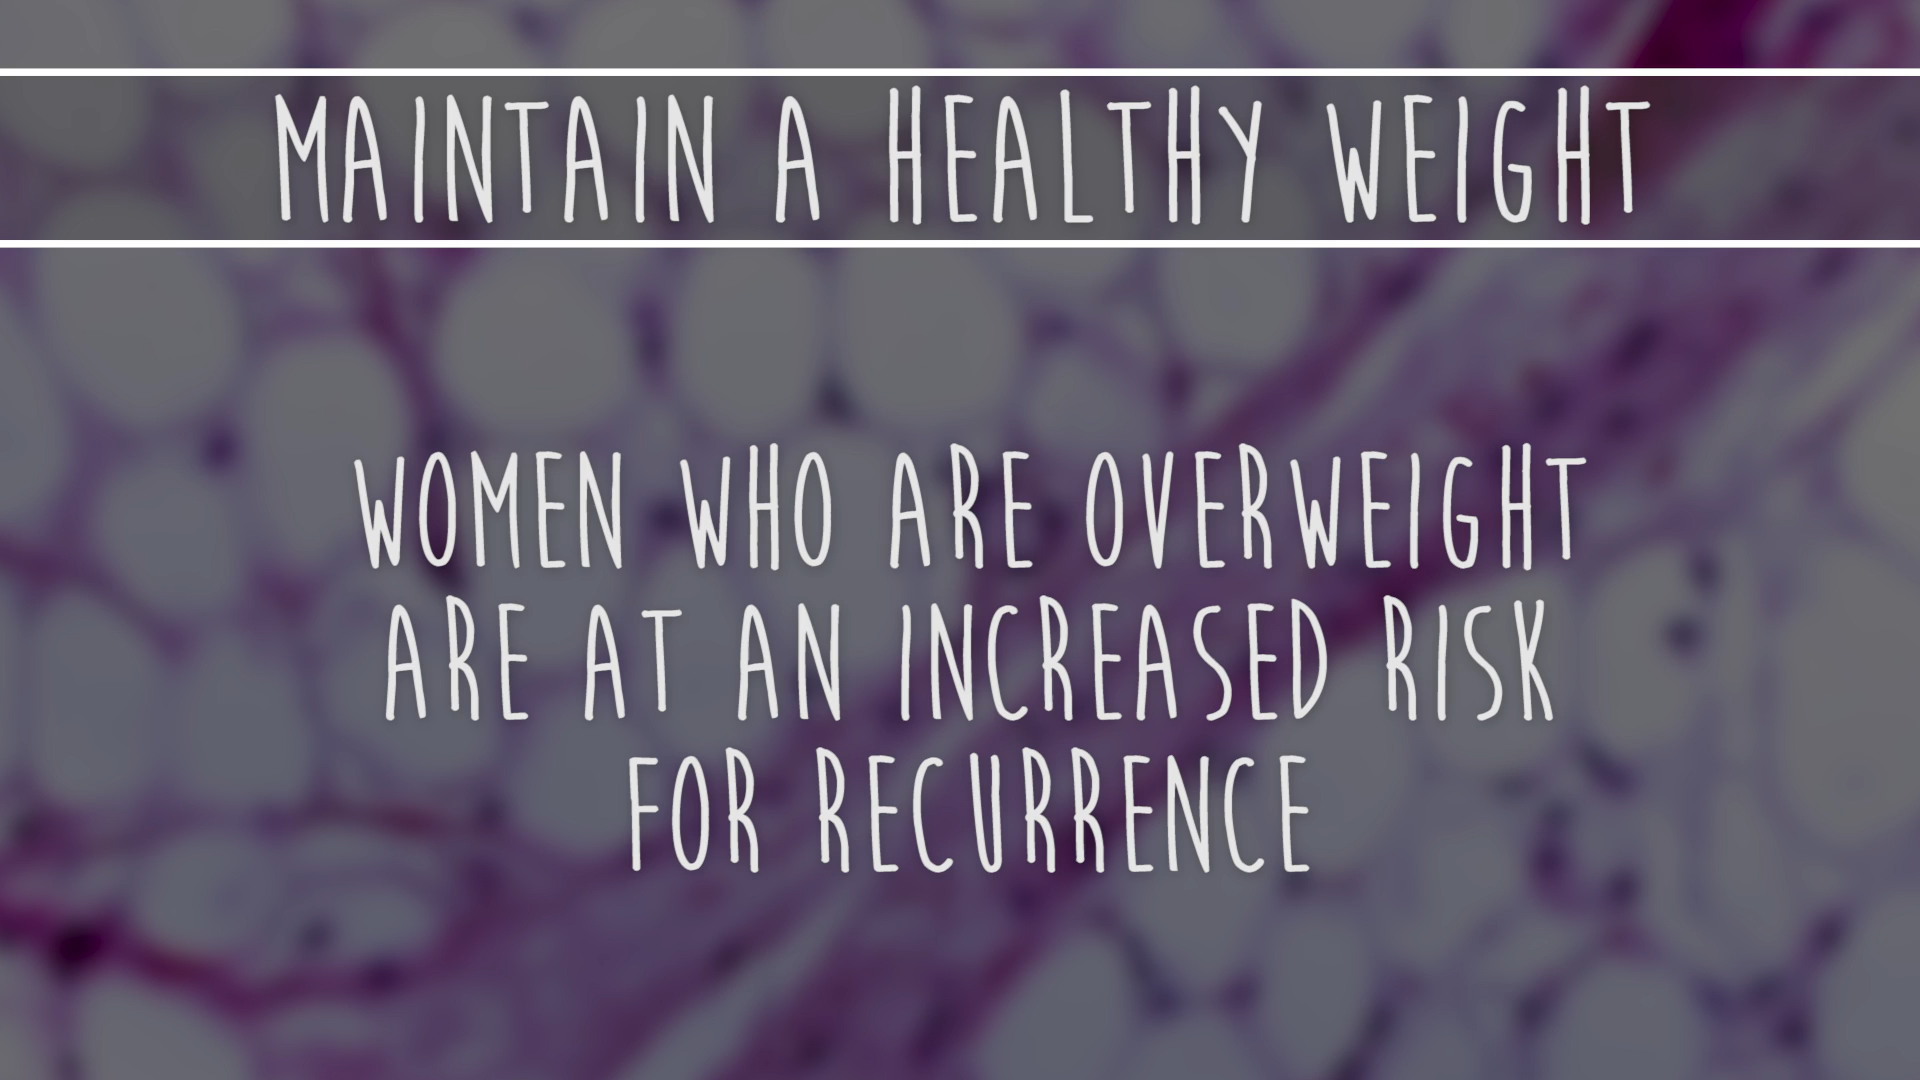 MAINTAIN A HEALTHY WEIGHT
WOMEN WHO ARE OVERWEIGHT
ARE AT AN INCREASED RISK
FOR RECURRENCE